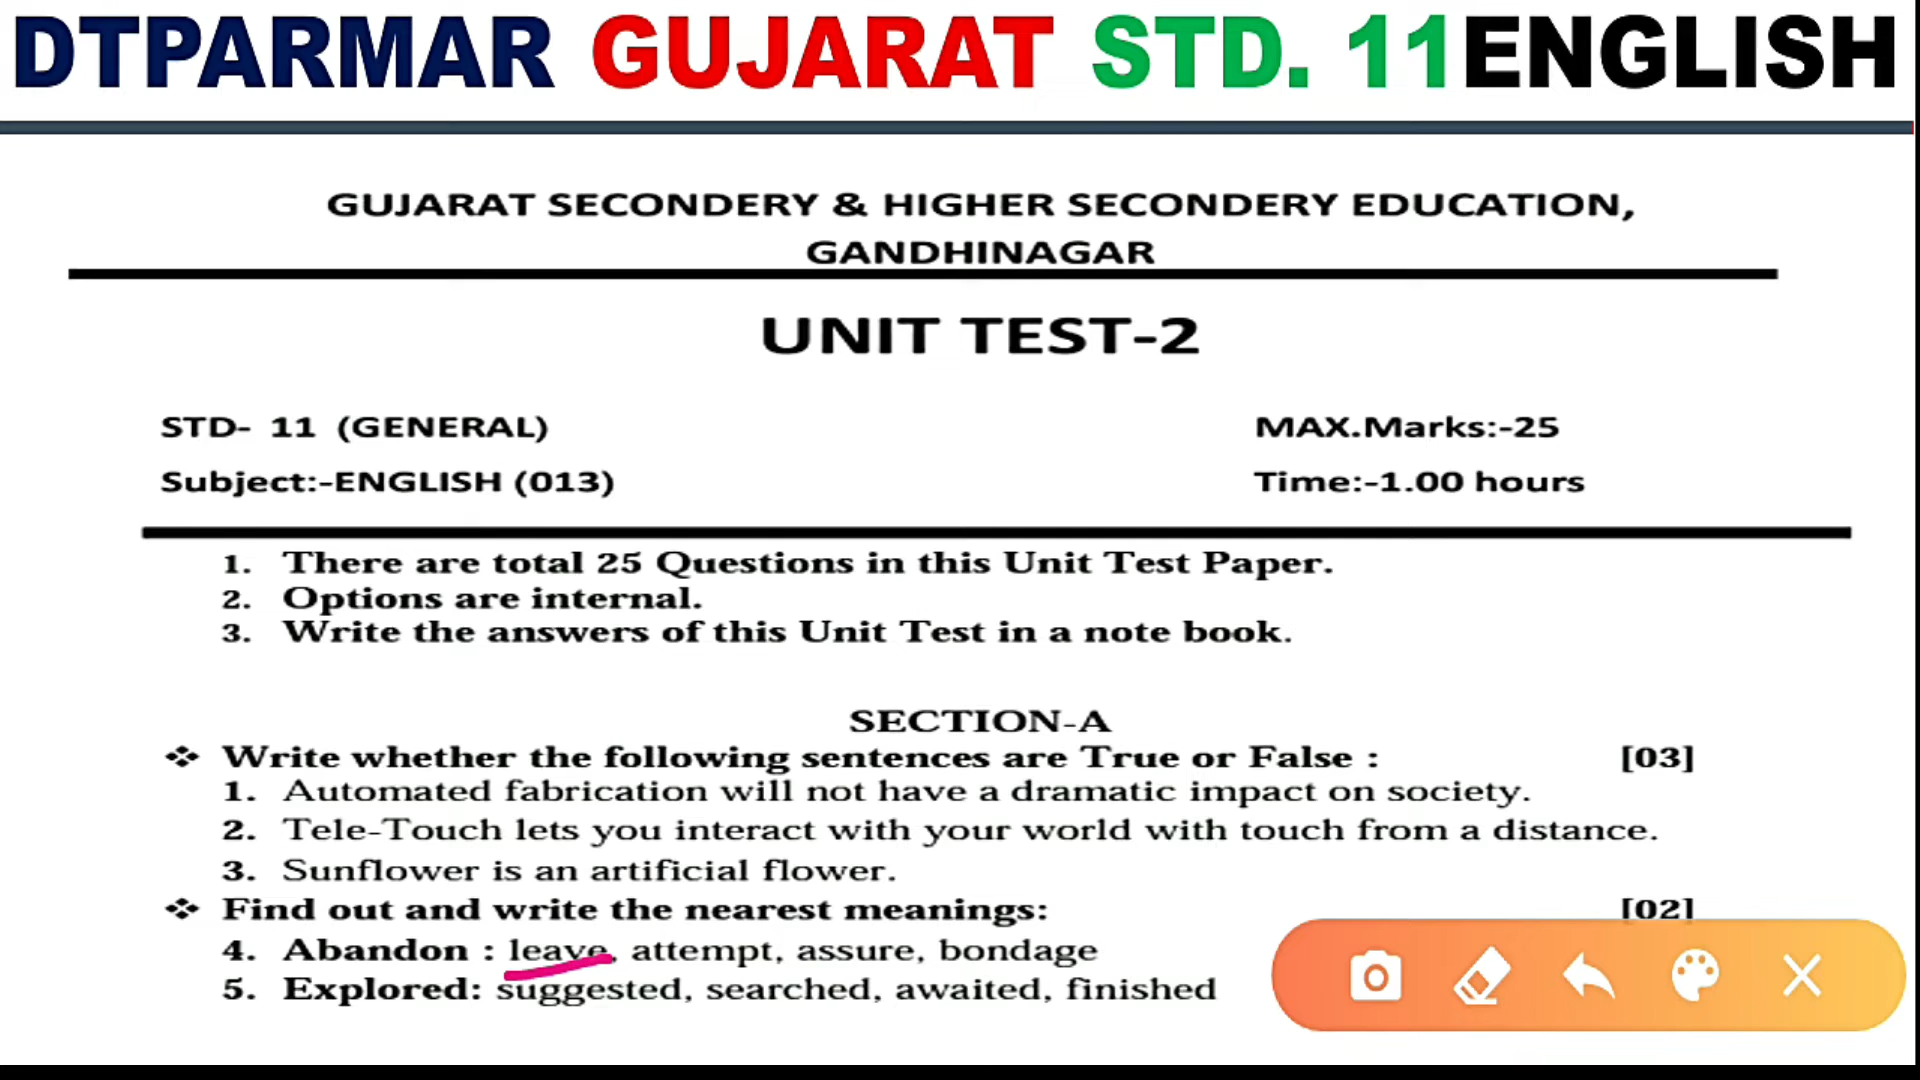 DTPARMAR GUJARAT STD. 11 ENGLISH
GUJARAT SECONDERY & HIGHER SECONDERY EDUCATION,
GANDHINAGAR
UNIT TEST-2
STD- 11 (GENERAL) MAX.Marks:-25
Subject:-ENGLISH (013) Time:-1.00 hours
1. There are total 25 Questions in this Unit Test Paper.
2. Options are internal.
3. Write the answers of this Unit Test in a note book.
SECTION-A
❖ Write whether the following sentences are True or False : [03]
1. Automated fabrication will not have a dramatic impact on society.
2. Tele-Touch lets you interact with your world with touch from a distance.
3. Sunflower is an artificial flower.
❖ Find out and write the nearest meanings: [02]
4. Abandon : leave, attempt, assure, bondage
5. Explored: suggested, searched, awaited, finished